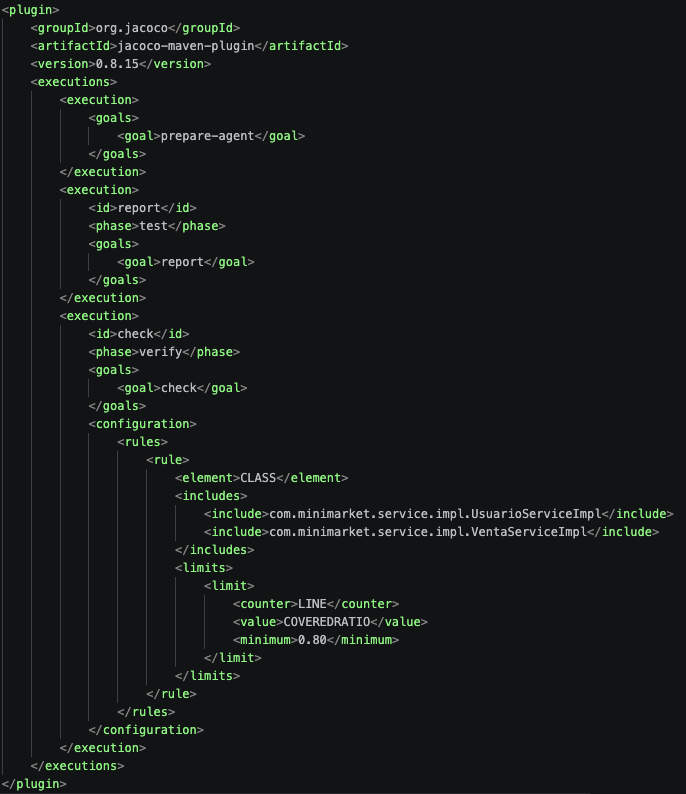 <plugin>
    <groupId>org.jacoco</groupId>
    <artifactId>jacoco-maven-plugin</artifactId>
    <version>0.8.15</version>
    <executions>
        <execution>
            <goals>
                <goal>prepare-agent</goal>
            </goals>
        </execution>
        <execution>
            <id>report</id>
            <phase>test</phase>
            <goals>
                <goal>report</goal>
            </goals>
        </execution>
        <execution>
            <id>check</id>
            <phase>verify</phase>
            <goals>
                <goal>check</goal>
            </goals>
            <configuration>
                <rules>
                    <rule>
                        <element>CLASS</element>
                        <includes>
                            <include>com.minimarket.service.impl.UsuarioServiceImpl</include>
                            <include>com.minimarket.service.impl.VentaServiceImpl</include>
                        </includes>
                        <limits>
                            <limit>
                                <counter>LINE</counter>
                                <value>COVEREDRATIO</value>
                                <minimum>0.80</minimum>
                            </limit>
                        </limits>
                    </rule>
                </rules>
            </configuration>
        </execution>
    </executions>
</plugin>